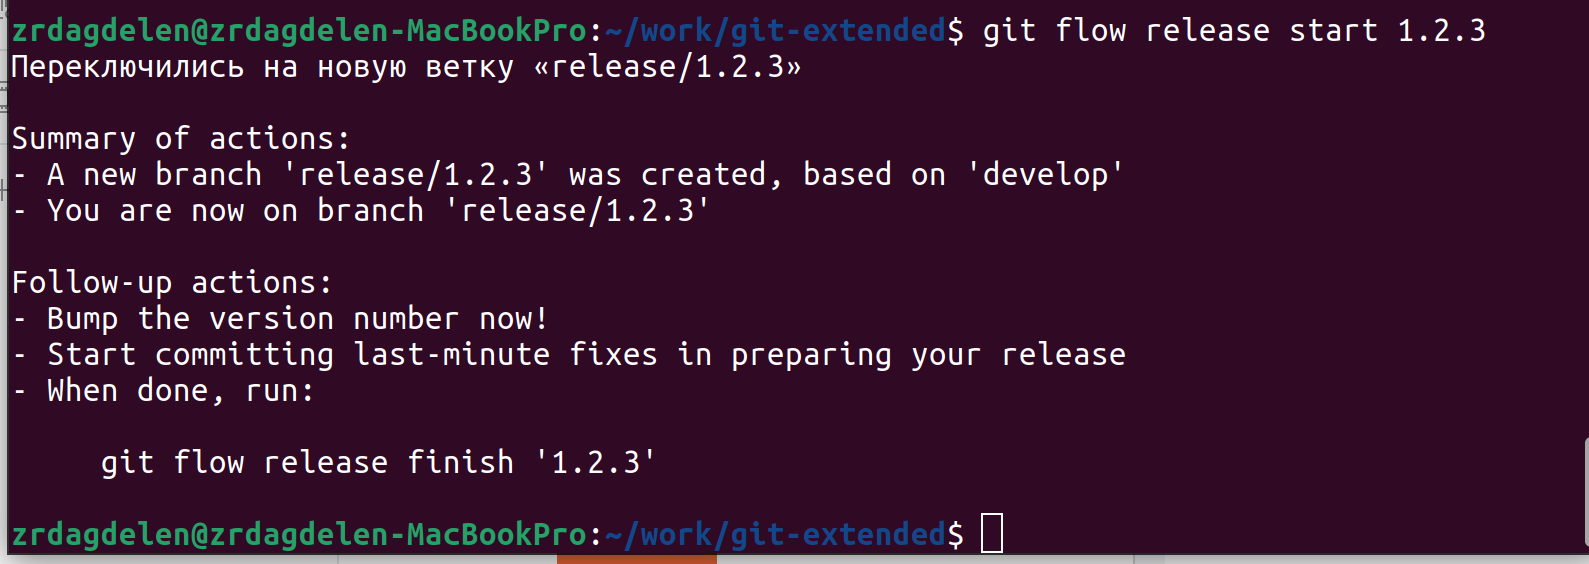 zrdagdelen@zrdagdelen-MacBookPro:~/work/git-extended$ git flow release start 1.2.3
Переключились на новую ветку «release/1.2.3»
Summary of actions:
- A new branch 'release/1.2.3' was created, based on 'develop'
- You are now on branch 'release/1.2.3'
Follow-up actions:
- Bump the version number now!
- Start committing last-minute fixes in preparing your release
- When done, run:
git flow release finish '1.2.3'
zrdagdelen@zrdagdelen-MacBookPro:~/work/git-extended$